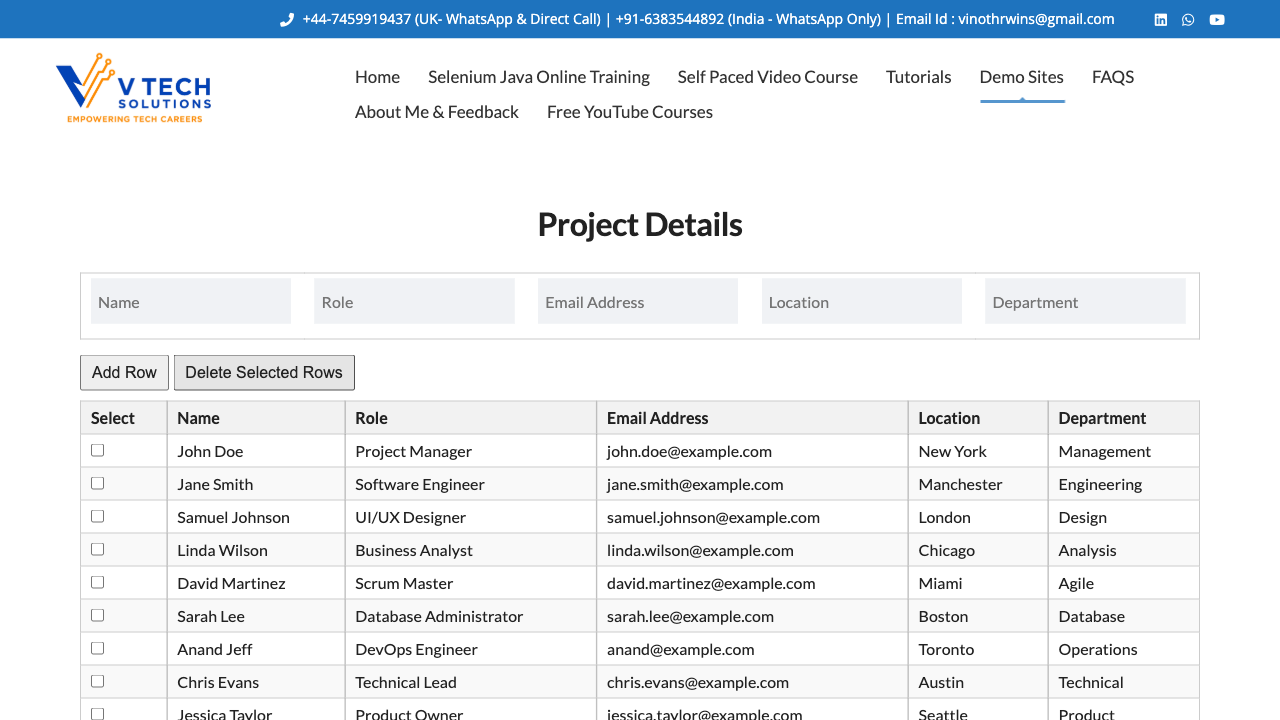 +44-7459919437 (UK- WhatsApp & Direct Call) | +91-6383544892 (India - WhatsApp Only) | Email Id : vinothrwins@gmail.com
V TECH
SOLUTIONS
EMPOWERING TECH CAREERS
Home Selenium Java Online Training Self Paced Video Course Tutorials Demo Sites FAQS
About Me & Feedback Free YouTube Courses
Project Details
Name Role Email Address Location Department
Add Row Delete Selected Rows
Select Name Role Email Address Location Department
John Doe Project Manager john.doe@example.com New York Management
Jane Smith Software Engineer jane.smith@example.com Manchester Engineering
Samuel Johnson UI/UX Designer samuel.johnson@example.com London Design
Linda Wilson Business Analyst linda.wilson@example.com Chicago Analysis
David Martinez Scrum Master david.martinez@example.com Miami Agile
Sarah Lee Database Administrator sarah.lee@example.com Boston Database
Anand Jeff DevOps Engineer anand@example.com Toronto Operations
Chris Evans Technical Lead chris.evans@example.com Austin Technical
Jessica Taylor Product Owner jessica.taylor@example.com Seattle Product